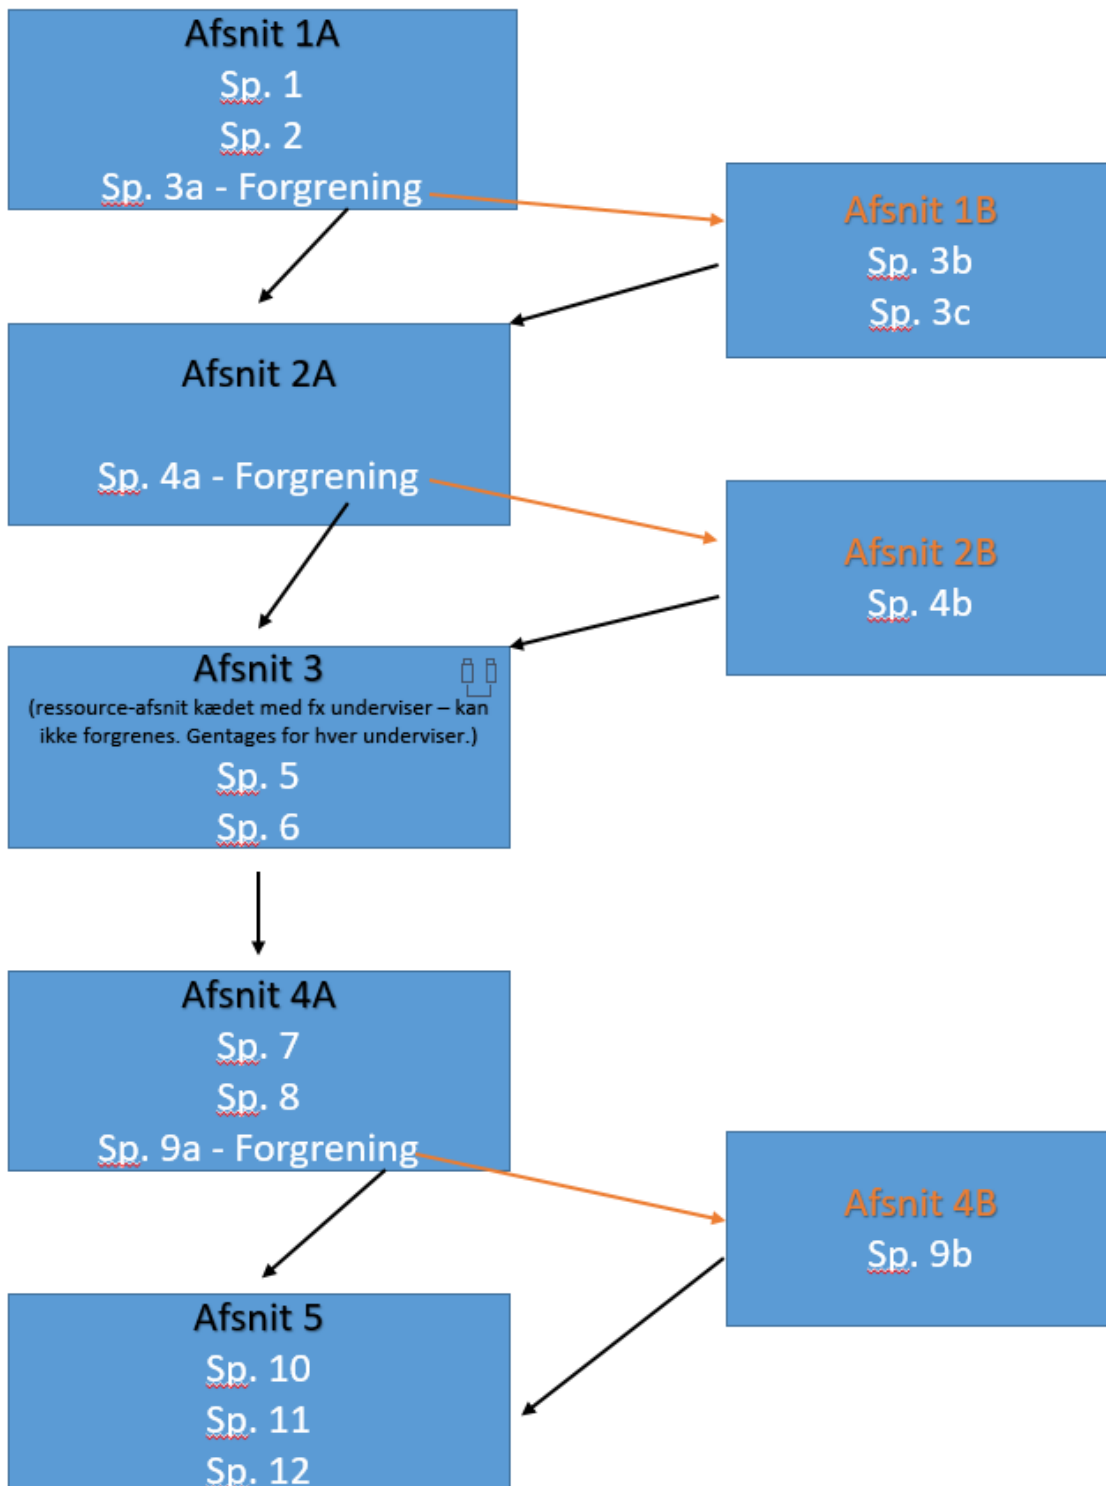 Afsnit 1A
Sp. 1
Sp. 2
Sp. 3a - Forgrening
Afsnit 1B
Sp. 3b
Sp. 3c
Afsnit 2A
Sp. 4a - Forgrening
Afsnit 2B
Sp. 4b
Afsnit 3
(ressource-afsnit kædet med fx underviser – kan
ikke forgrenes. Gentages for hver underviser.)
Sp. 5
Sp. 6
Afsnit 4A
Sp. 7
Sp. 8
Sp. 9a - Forgrening
Afsnit 4B
Sp. 9b
Afsnit 5
Sp. 10
Sp. 11
Sp. 12